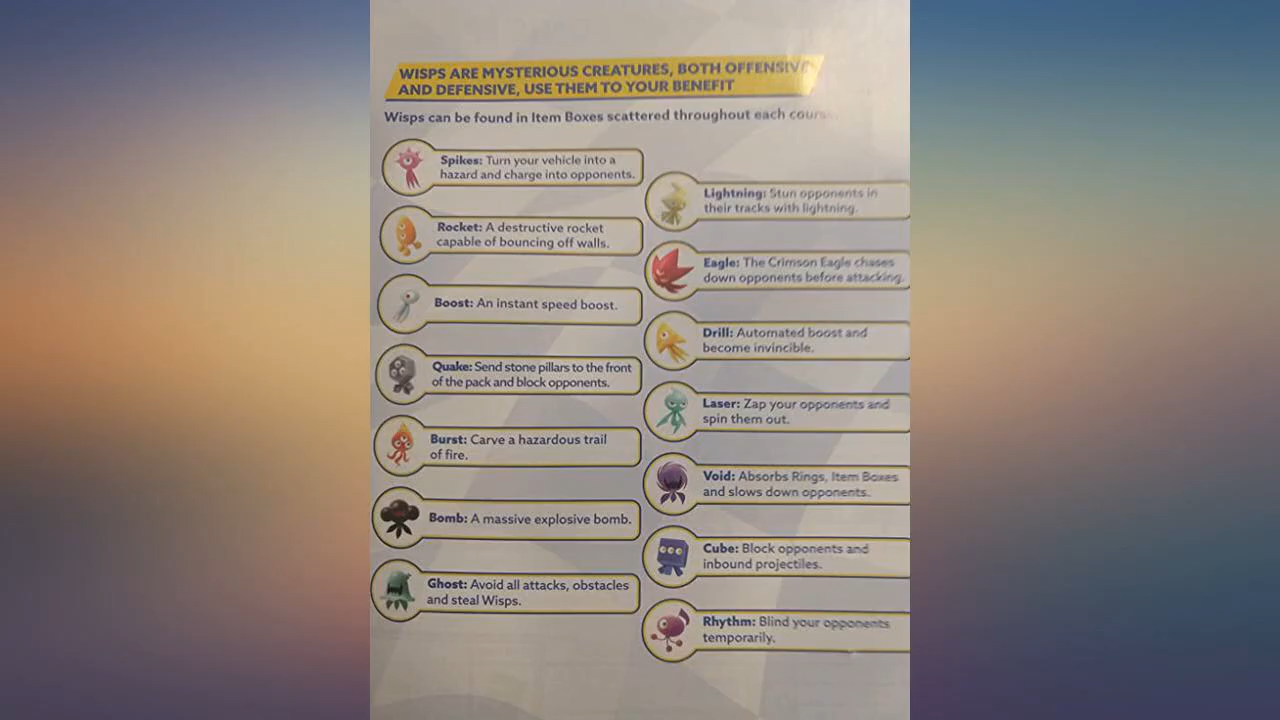 WISPS ARE MYSTERIOUS CREATURES, BOTH OFFENSIVE
AND DEFENSIVE, USE THEM TO YOUR BENEFIT
Wisps can be found in Item Boxes scattered throughout each
Spikes: Turn your vehicle into a
hazard and charge into opponents.
Rocket: A destructive rocket
capable of bouncing off walls.
Boost: An instant speed boost.
Quake: Send stone pillars to the front
of the pack and block opponents.
Burst: Carve a hazardous trail
of fire.
Bomb: A massive explosive bomb.
Ghost: Avoid all attacks, obstacles
and steal Wisps.
Lightning: Stun opponents in
their tracks with lightning.
Eagle: The Crimson Eagle chases
down opponents before attacking.
Drill: Automated boost and
become invincible.
Laser: Zap your opponents and
spin them out.
Void: Absorbs Rings, Item Boxes
and slows down opponents.
Cube: Block opponents and
inbound projectiles.
Rhythm: Blind your opponents
temporarily.